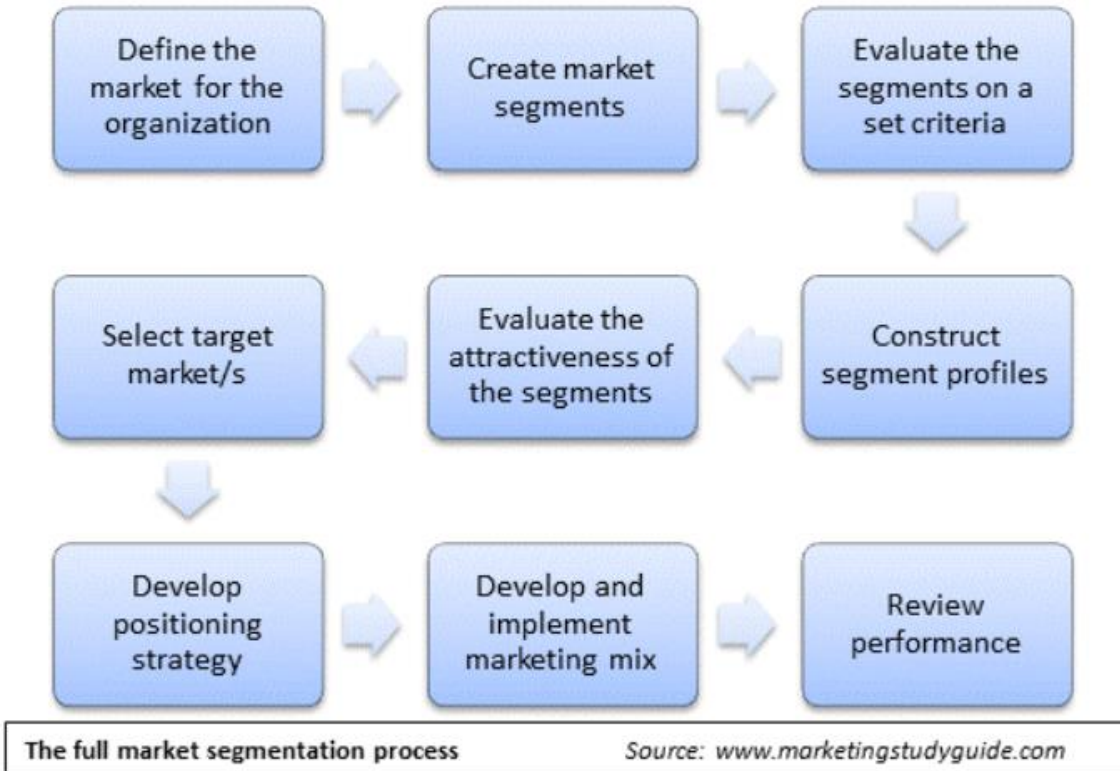 Define the
market for the
organization
Create market
segments
Evaluate the
segments on a
set criteria
Construct
segment profiles
Evaluate the
attractiveness of
the segments
Select target
market/s
Develop
positioning
strategy
Develop and
implement
marketing mix
Review
performance
The full market segmentation process
Source: www.marketingstudyguide.com